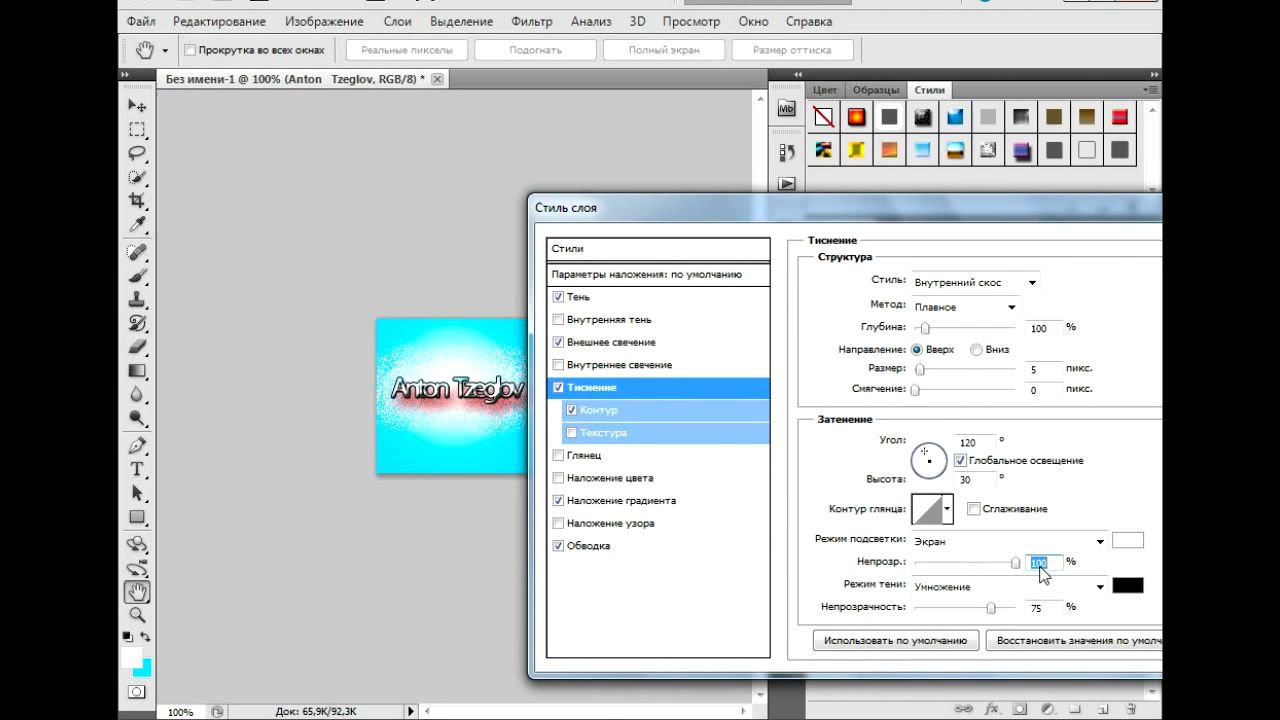 Файл Редактирование Изображение Слои Выделение Фильтр Анализ 3D Просмотр Окно Справка
Прокрутка во всех окнах Реальные пикселы Подогнать Полный экран Размер оттиска
Без имени-1 @ 100% (Anton Tzeglov, RGB/8) *
Цвет Образцы Стили
Mb
Стиль слоя
Стили
Параметры наложения: по умолчанию
Тень
Внутренняя тень
Внешнее свечение
Внутреннее свечение
Тиснение
Контур
Текстура
Глянец
Наложение цвета
Наложение градиента
Наложение узора
Обводка
Тиснение
Структура
Стиль: Внутренний скос
Метод: Плавное
Глубина: 100 %
Направление: Вверх Вниз
Размер: 5 пикс.
Смягчение: 0 пикс.
Затенение
Угол: 120 °
Глобальное освещение
Высота: 30 °
Контур глянца: Сглаживание
Режим подсветки: Экран
Непрозр.: 100 %
Режим тени: Умножение
Непрозрачность: 75 %
Использовать по умолчанию Восстановить значения по умолч
Anton Tzeglov
100% Док: 65,9K/92,3K